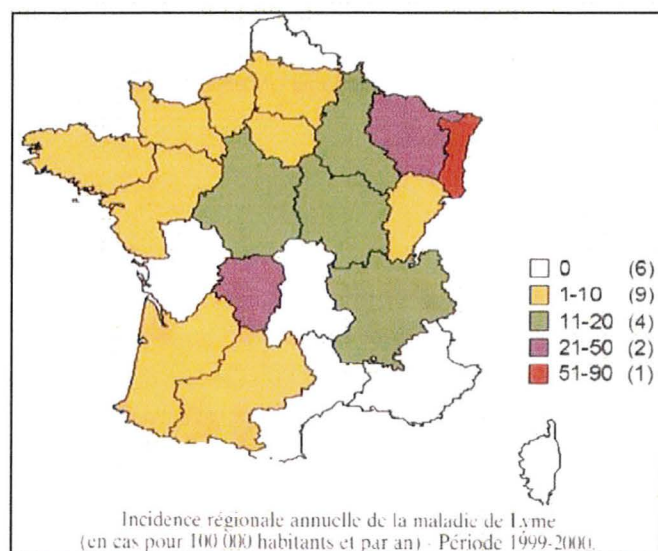 0 (6)
1-10 (9)
11-20 (4)
21-50 (2)
51-90 (1)
Incidence régionale annuelle de la maladie de Lyme
(en cas pour 100 000 habitants et par an) - Période 1999-2000.